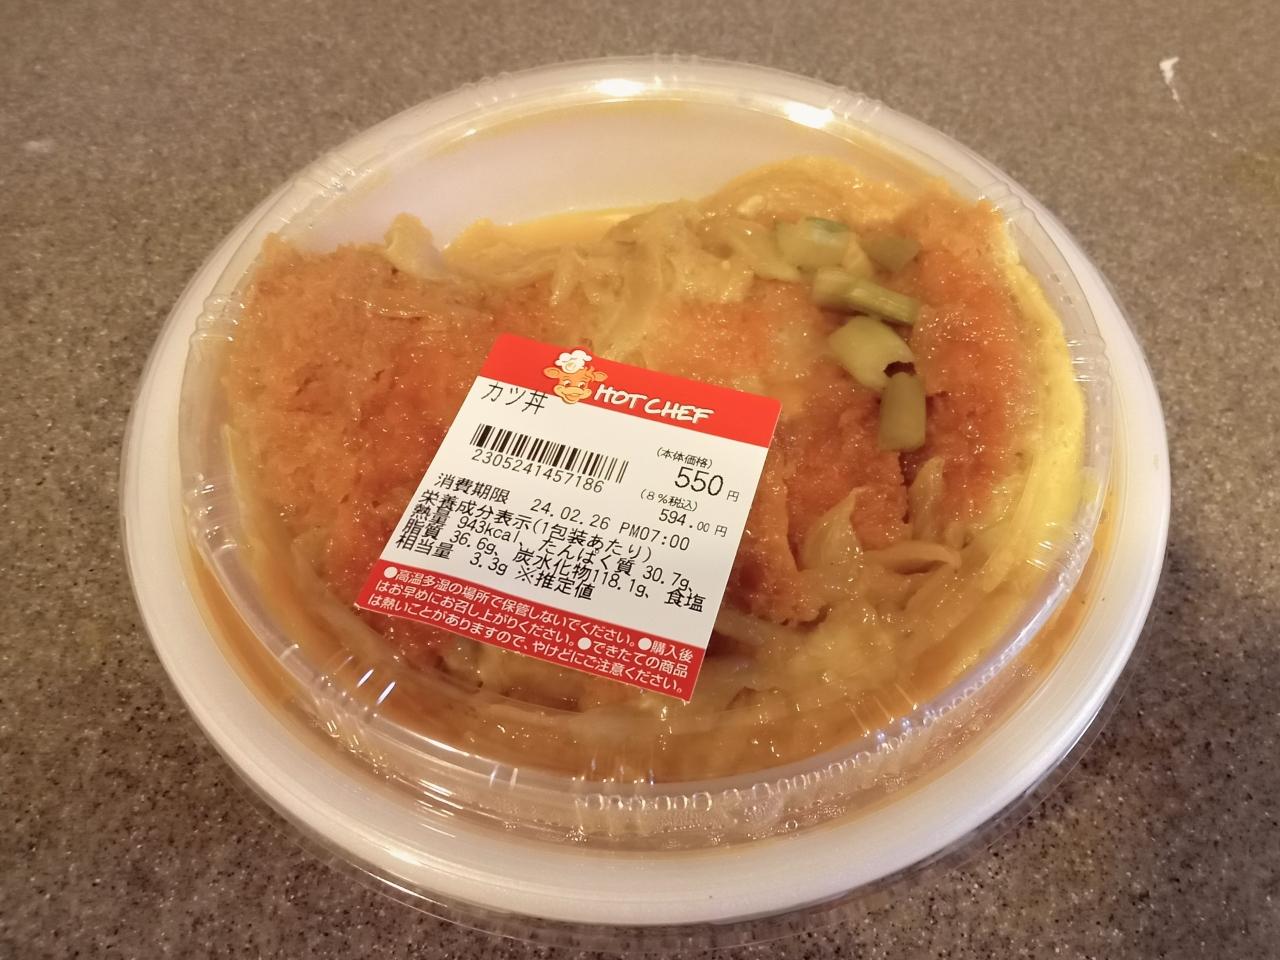 HOT CHEF
カツ丼
2305241457186
(本体価格)
550円
(8%税込)
594.00円
消費期限 24.02.26 PM07:00
栄養成分表示(1包装あたり)
熱量 943kcal、たんぱく質 30.7g、
脂質 36.6g、炭水化物118.1g、食塩
相当量 3.3g ※推定値
●高温多湿の場所で保管しないでください。●購入後
はお早めにお召し上がりください。●できたての商品
は熱いことがありますので、やけどにご注意ください。